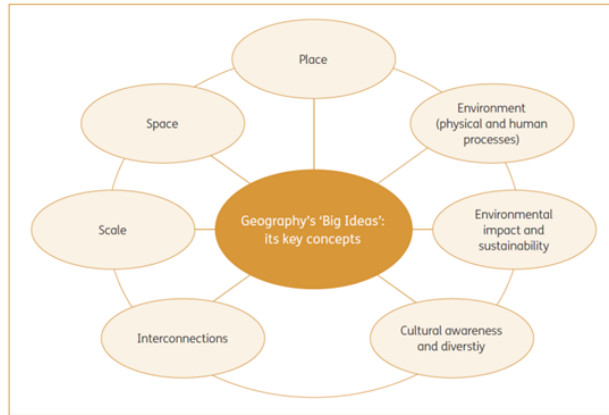 Place
Space
Environment
(physical and human
processes)
Scale
Geography's 'Big Ideas':
its key concepts
Environmental
impact and
sustainability
Interconnections
Cultural awareness
and diverstiy